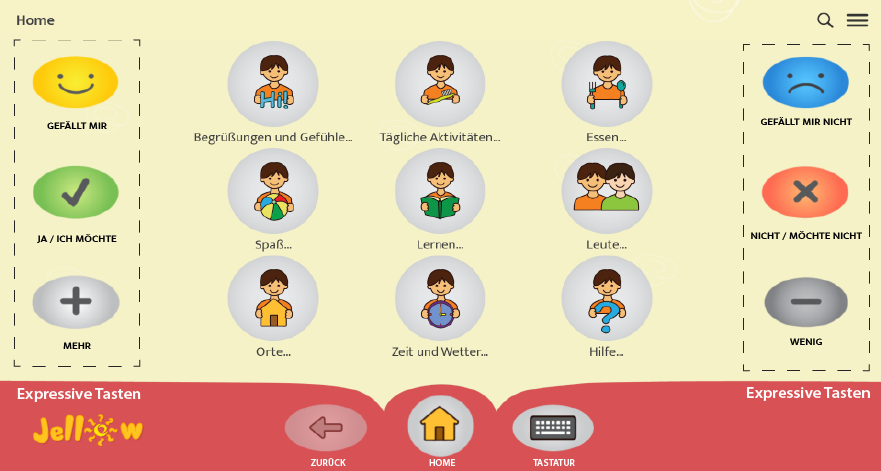 Home
GEFÄLLT MIR
JA / ICH MÖCHTE
MEHR
Expressive Tasten
Hi!
Begrüßungen und Gefühle...
Tägliche Aktivitäten...
Essen...
Spaß...
Lernen...
Leute...
Orte...
Zeit und Wetter...
?
Hilfe...
GEFÄLLT MIR NICHT
NICHT / MÖCHTE NICHT
WENIG
Expressive Tasten
Jellow
ZURÜCK
HOME
TASTATUR